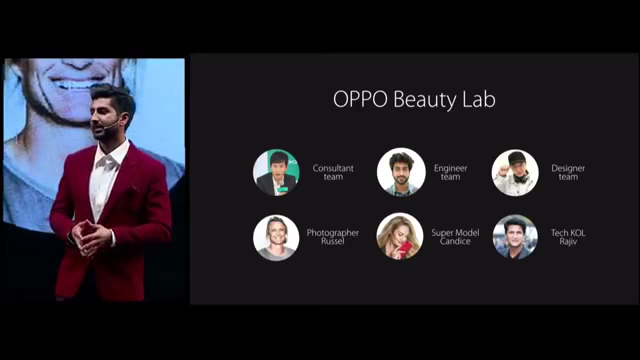 OPPO Beauty Lab
Consultant
team
Engineer
team
Designer
team
Photographer
Russel
Super Model
Candice
Tech KOL
Rajiv